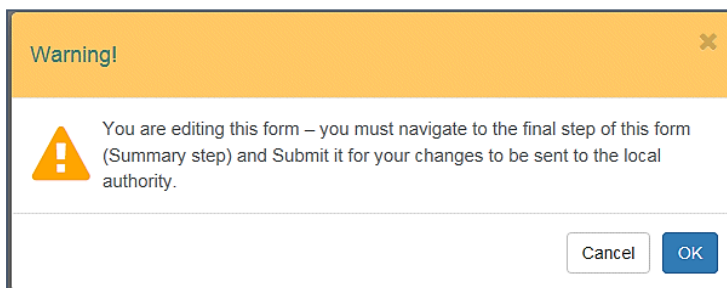 Warning!
You are editing this form – you must navigate to the final step of this form
(Summary step) and Submit it for your changes to be sent to the local
authority.
Cancel
OK